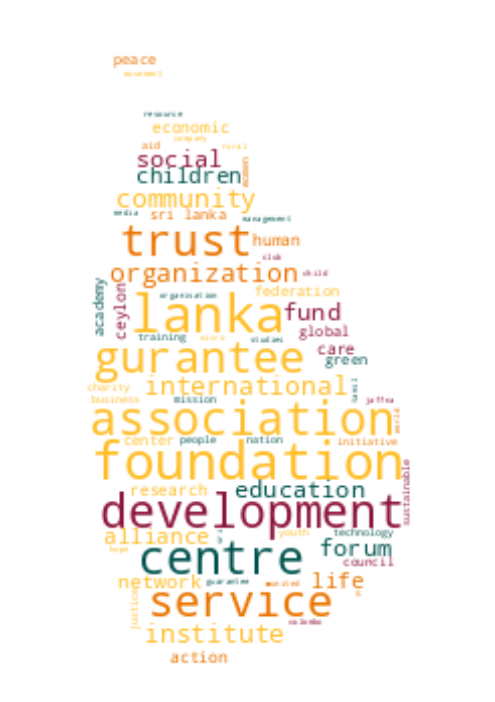 peace
movement
resource
economic
company
aid rural
social women
children
community
media sri lanka management
trust human
club
organization child
academy ceylon organisation federation
lanka fund
global
training micro studies
care
gurantee green
charity international tamil
business mission jaffna
association world
center people nation initiative
foundation
research education sustainable
development
alliance youth technology
hope centre forum
council
network guarantee united life
justice service
colombo
institute
action